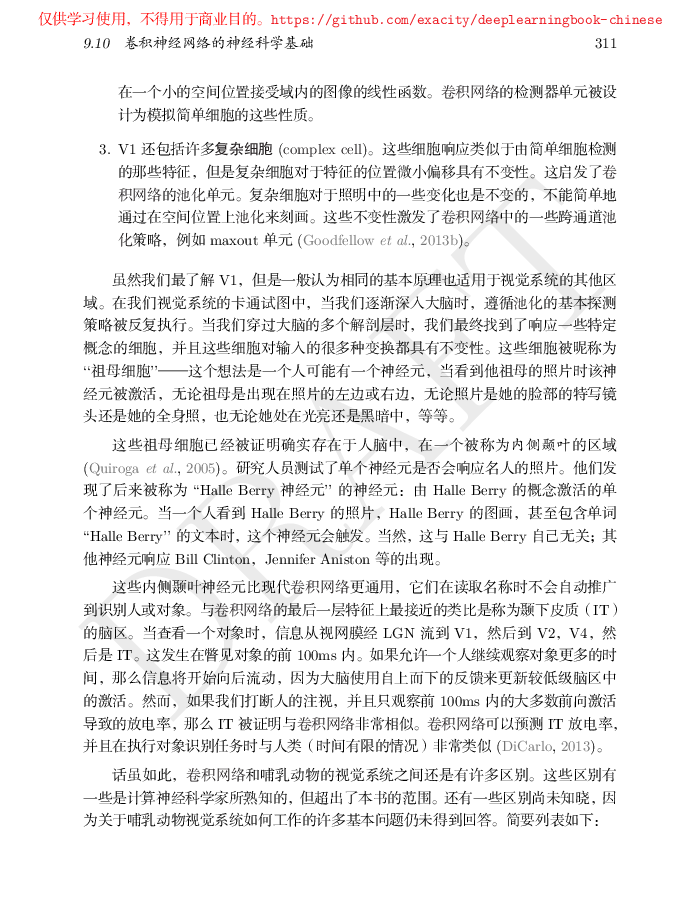 仅供学习使用，不得用于商业目的。https://github.com/exacity/deeplearningbook-chinese
9.10 卷积神经网络的神经科学基础 311
在一个小的空间位置接受域内的图像的线性函数。卷积网络的检测器单元被设
计为模拟简单细胞的这些性质。
3. V1 还包括许多复杂细胞 (complex cell)。这些细胞响应类似于由简单细胞检测
的那些特征，但是复杂细胞对于特征的位置微小偏移具有不变性。这启发了卷
积网络的池化单元。复杂细胞对于照明中的一些变化也是不变的，不能简单地
通过在空间位置上池化来刻画。这些不变性激发了卷积网络中的一些跨通道池
化策略，例如 maxout 单元 (Goodfellow et al., 2013b)。
虽然我们最了解 V1，但是一般认为相同的基本原理也适用于视觉系统的其他区
域。在我们视觉系统的卡通试图中，当我们逐渐深入大脑时，遵循池化的基本探测
策略被反复执行。当我们穿过大脑的多个解剖层时，我们最终找到了响应一些特定
概念的细胞，并且这些细胞对输入的很多种变换都具有不变性。这些细胞被昵称为
“祖母细胞”——这个想法是一个人可能有一个神经元，当看到他祖母的照片时该神
经元被激活，无论祖母是出现在照片的左边或右边，无论照片是她的脸部的特写镜
头还是她的全身照，也无论她处在光亮还是黑暗中，等等。
这些祖母细胞已经被证明确实存在于人脑中，在一个被称为内侧颞叶的区域
(Quiroga et al., 2005)。研究人员测试了单个神经元是否会响应名人的照片。他们发
现了后来被称为 “Halle Berry 神经元” 的神经元：由 Halle Berry 的概念激活的单
个神经元。当一个人看到 Halle Berry 的照片，Halle Berry 的图画，甚至包含单词
“Halle Berry” 的文本时，这个神经元会触发。当然，这与 Halle Berry 自己无关；其
他神经元响应 Bill Clinton，Jennifer Aniston 等的出现。
这些内侧颞叶神经元比现代卷积网络更通用，它们在读取名称时不会自动推广
到识别人或对象。与卷积网络的最后一层特征上最接近的类比是称为颞下皮质（IT）
的脑区。当查看一个对象时，信息从视网膜经 LGN 流到 V1，然后到 V2，V4，然
后是 IT。这发生在瞥见对象的前 100ms 内。如果允许一个人继续观察对象更多的时
间，那么信息将开始向后流动，因为大脑使用自上而下的反馈来更新较低级脑区中
的激活。然而，如果我们打断人的注视，并且只观察前 100ms 内的大多数前向激活
导致的放电率，那么 IT 被证明与卷积网络非常相似。卷积网络可以预测 IT 放电率，
并且在执行对象识别任务时与人类（时间有限的情况）非常类似 (DiCarlo, 2013)。
话虽如此，卷积网络和哺乳动物的视觉系统之间还是有许多区别。这些区别有
一些是计算神经科学家所熟知的，但超出了本书的范围。还有一些区别尚未知晓，因
为关于哺乳动物视觉系统如何工作的许多基本问题仍未得到回答。简要列表如下：
DRAFT